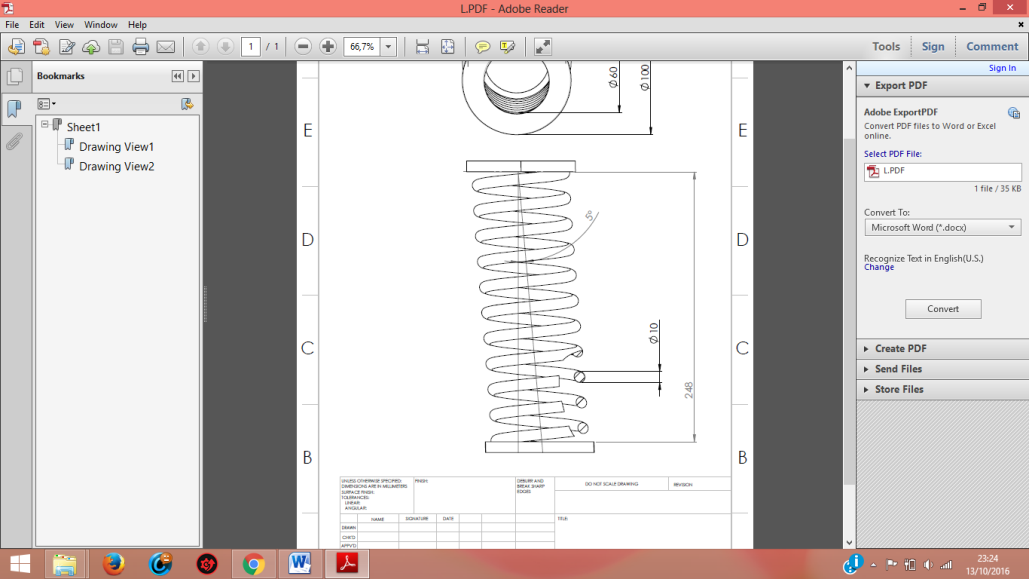 L.PDF - Adobe Reader
File Edit View Window Help
1 / 1 66,7% Tools Sign Comment
Bookmarks
Sheet1
Drawing View1
Drawing View2
Ø60
Ø100
E E
D D
C C
B B
5°
Ø10
248
UNLESS OTHERWISE SPECIFIED:
DIMENSIONS ARE IN MILLIMETERS
SURFACE FINISH:
TOLERANCES:
LINEAR:
ANGULAR:
FINISH:
DEBURR AND
BREAK SHARP
EDGES
DO NOT SCALE DRAWING
REVISION
NAME SIGNATURE DATE
TITLE:
DRAWN
CHK'D
APPV'D
Sign In
Export PDF
Adobe ExportPDF
Convert PDF files to Word or Excel
online.
Select PDF File:
L.PDF
1 file / 35 KB
Convert To:
Microsoft Word (*.docx)
Recognize Text in English(U.S.)
Change
Convert
Create PDF
Send Files
Store Files
23:24
13/10/2016